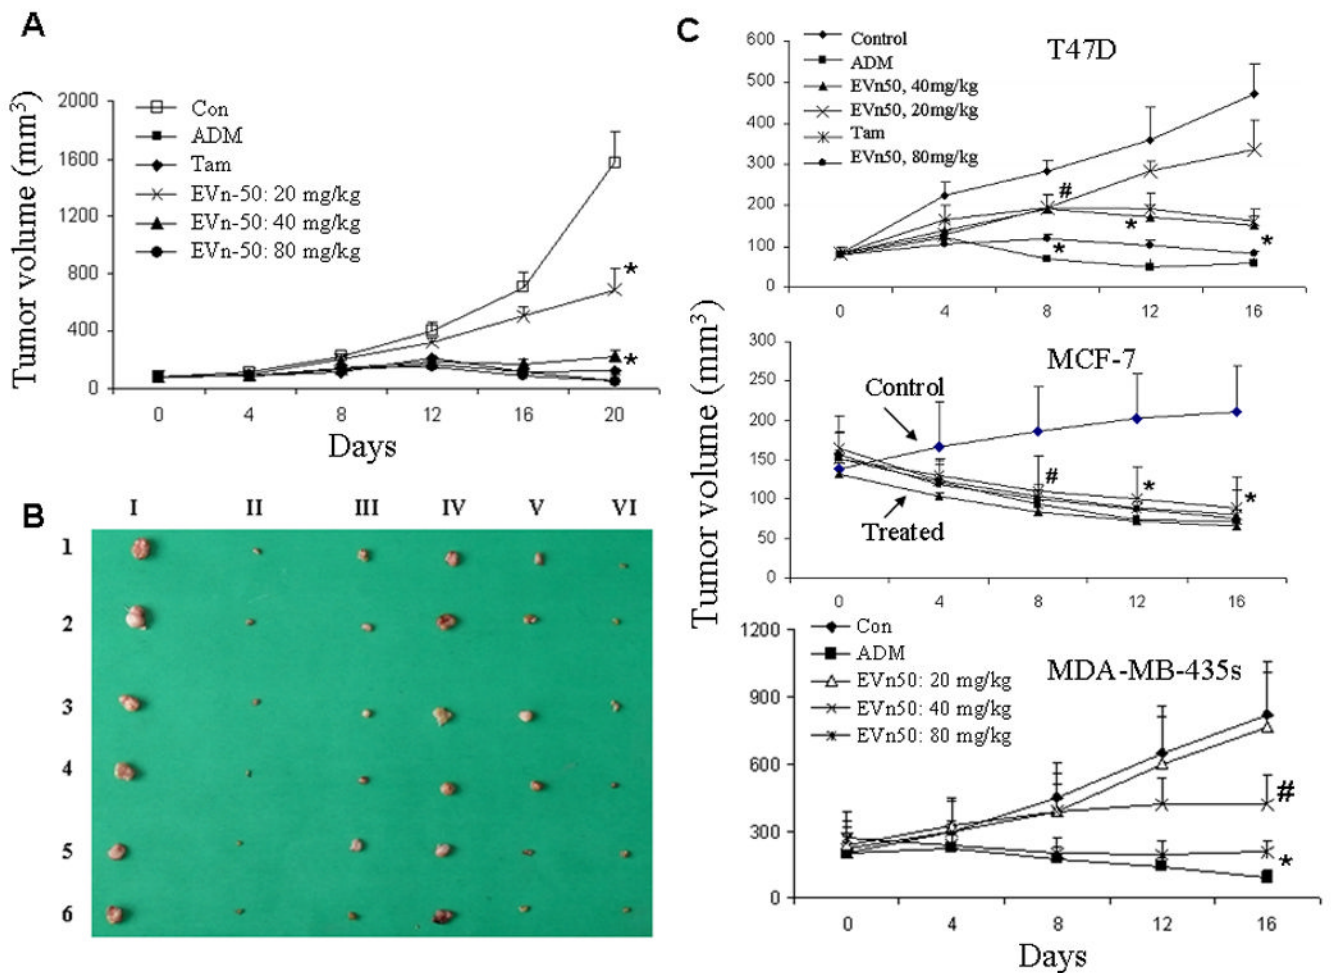 A
Tumor volume (mm³)
2000
1600
1200
800
400
0
Con
ADM
Tam
EVn-50: 20 mg/kg
EVn-50: 40 mg/kg
EVn-50: 80 mg/kg
*
*
0 4 8 12 16 20
Days
B
I II III IV V VI
1
2
3
4
5
6
C
Tumor volume (mm³)
T47D
600
500
400
300
200
100
0
Control
ADM
EVn50, 40mg/kg
EVn50, 20mg/kg
Tam
EVn50, 80mg/kg
#
*
*
*
0 4 8 12 16
MCF-7
300
250
200
150
100
50
0
Control
Treated
#
*
*
0 4 8 12 16
MDA-MB-435s
1200
900
600
300
0
Con
ADM
EVn50: 20 mg/kg
EVn50: 40 mg/kg
EVn50: 80 mg/kg
#
*
0 4 8 12 16
Days